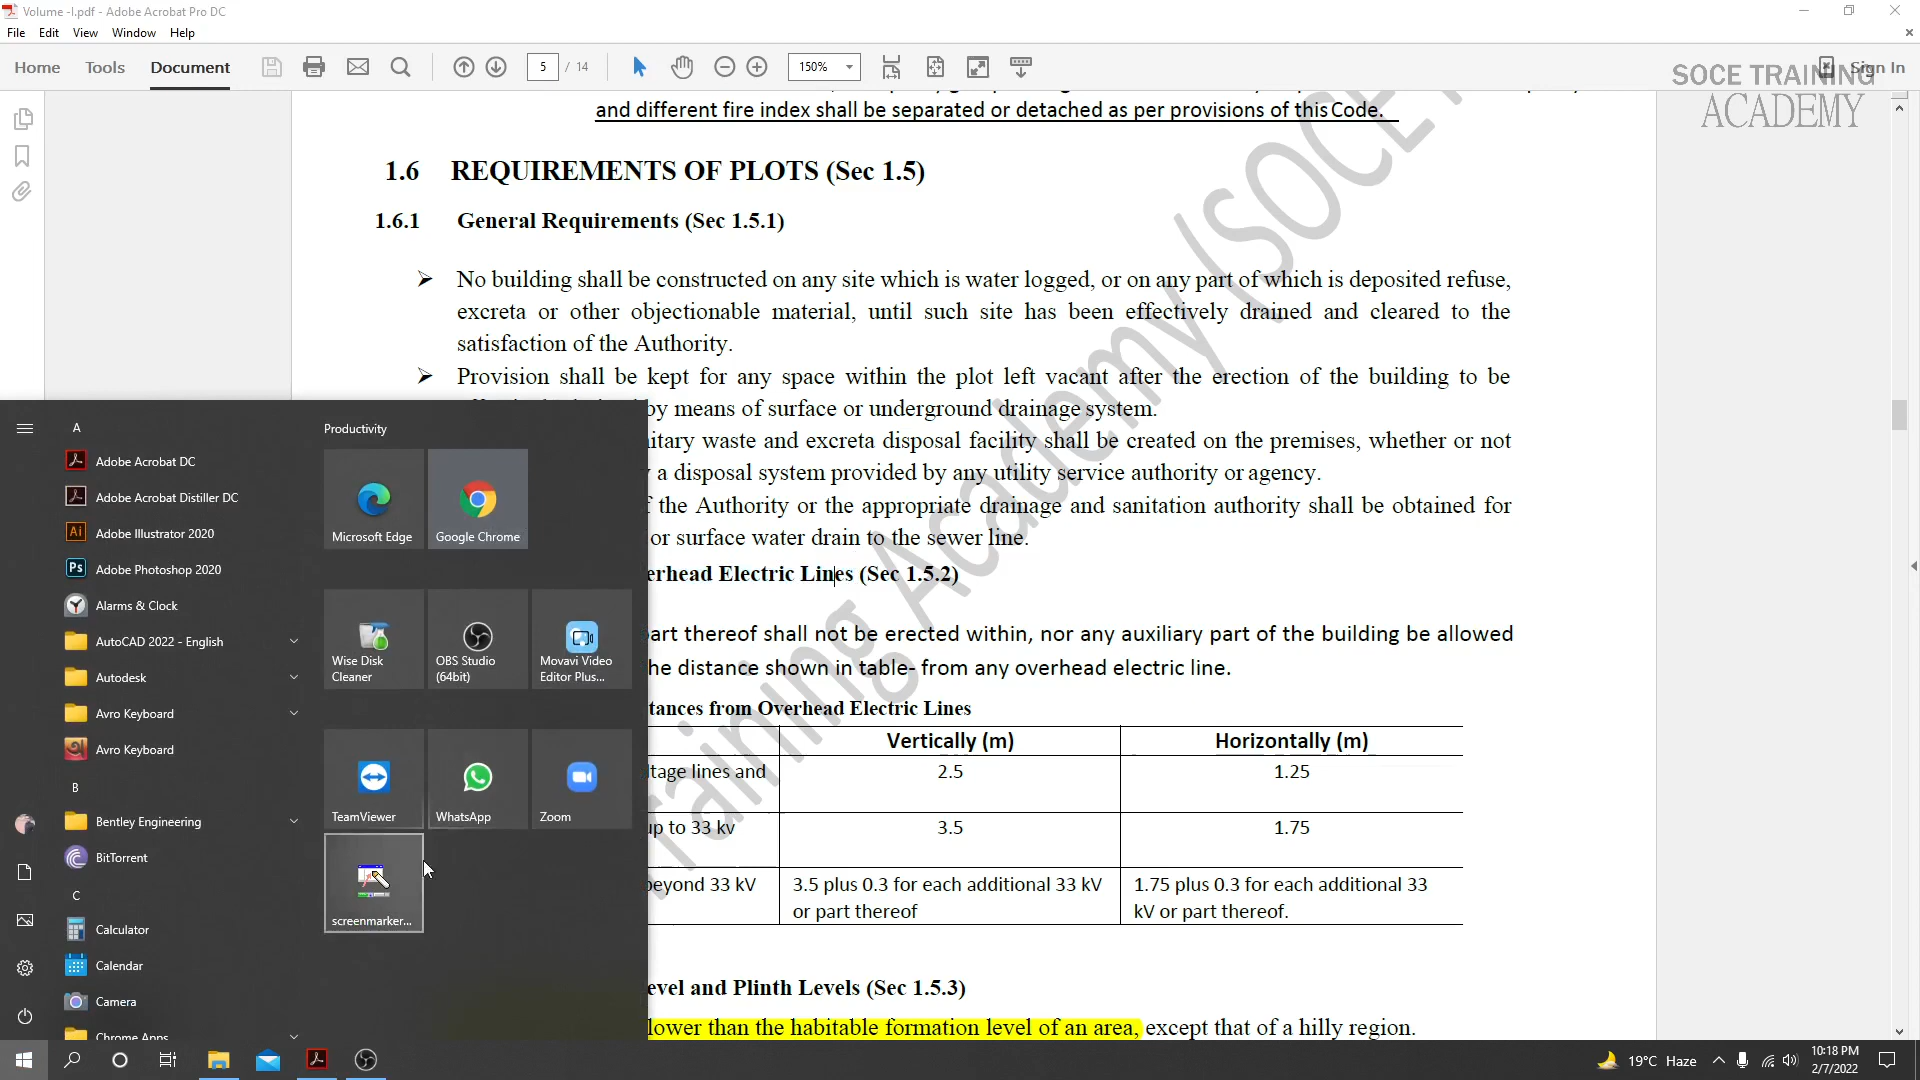 Volume -I.pdf - Adobe Acrobat Pro DC
File Edit View Window Help
Home Tools Document 5 / 14 150% Sign In
SOCE TRAINING
ACADEMY
and different fire index shall be separated or detached as per provisions of this Code.
1.6 REQUIREMENTS OF PLOTS (Sec 1.5)
1.6.1 General Requirements (Sec 1.5.1)
➢ No building shall be constructed on any site which is water logged, or on any part of which is deposited refuse,
excreta or other objectionable material, until such site has been effectively drained and cleared to the
satisfaction of the Authority.
➢ Provision shall be kept for any space within the plot left vacant after the erection of the building to be
by means of surface or underground drainage system.
itary waste and excreta disposal facility shall be created on the premises, whether or not
a disposal system provided by any utility service authority or agency.
f the Authority or the appropriate drainage and sanitation authority shall be obtained for
or surface water drain to the sewer line.
erhead Electric Lines (Sec 1.5.2)
part thereof shall not be erected within, nor any auxiliary part of the building be allowed
he distance shown in table- from any overhead electric line.
tances from Overhead Electric Lines
Vertically (m) Horizontally (m)
ltage lines and 2.5 1.25
up to 33 kv 3.5 1.75
beyond 33 kV 3.5 plus 0.3 for each additional 33 kV 1.75 plus 0.3 for each additional 33
or part thereof kV or part thereof.
evel and Plinth Levels (Sec 1.5.3)
lower than the habitable formation level of an area, except that of a hilly region.
Training Academy (SOCE
A
Adobe Acrobat DC
Adobe Acrobat Distiller DC
Adobe Illustrator 2020
Adobe Photoshop 2020
Alarms & Clock
AutoCAD 2022 - English
Autodesk
Avro Keyboard
Avro Keyboard
B
Bentley Engineering
BitTorrent
C
Calculator
Calendar
Camera
Chrome Apps
Productivity
Microsoft Edge
Google Chrome
Wise Disk
Cleaner
OBS Studio
(64bit)
Movavi Video
Editor Plus...
TeamViewer
WhatsApp
Zoom
screenmarker...
19°C Haze
10:18 PM
2/7/2022